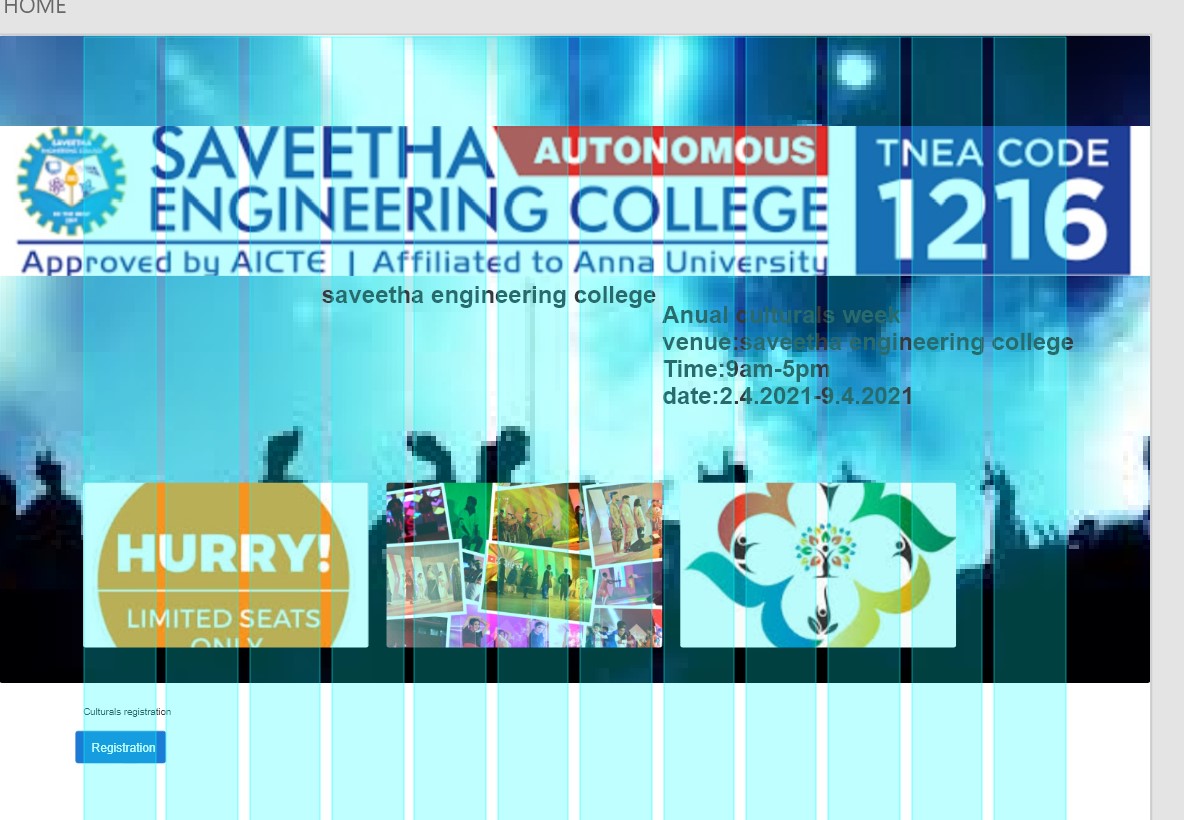 HOME
SAVEETHA AUTONOMOUS
ENGINEERING COLLEGE
Approved by AICTE | Affiliated to Anna University
TNEA CODE
1216
SAVEETHA
saveetha engineering college
Anual culturals week
venue:saveetha engineering college
Time:9am-5pm
date:2.4.2021-9.4.2021
HURRY!
LIMITED SEATS
ONLY
Culturals registration
Registration